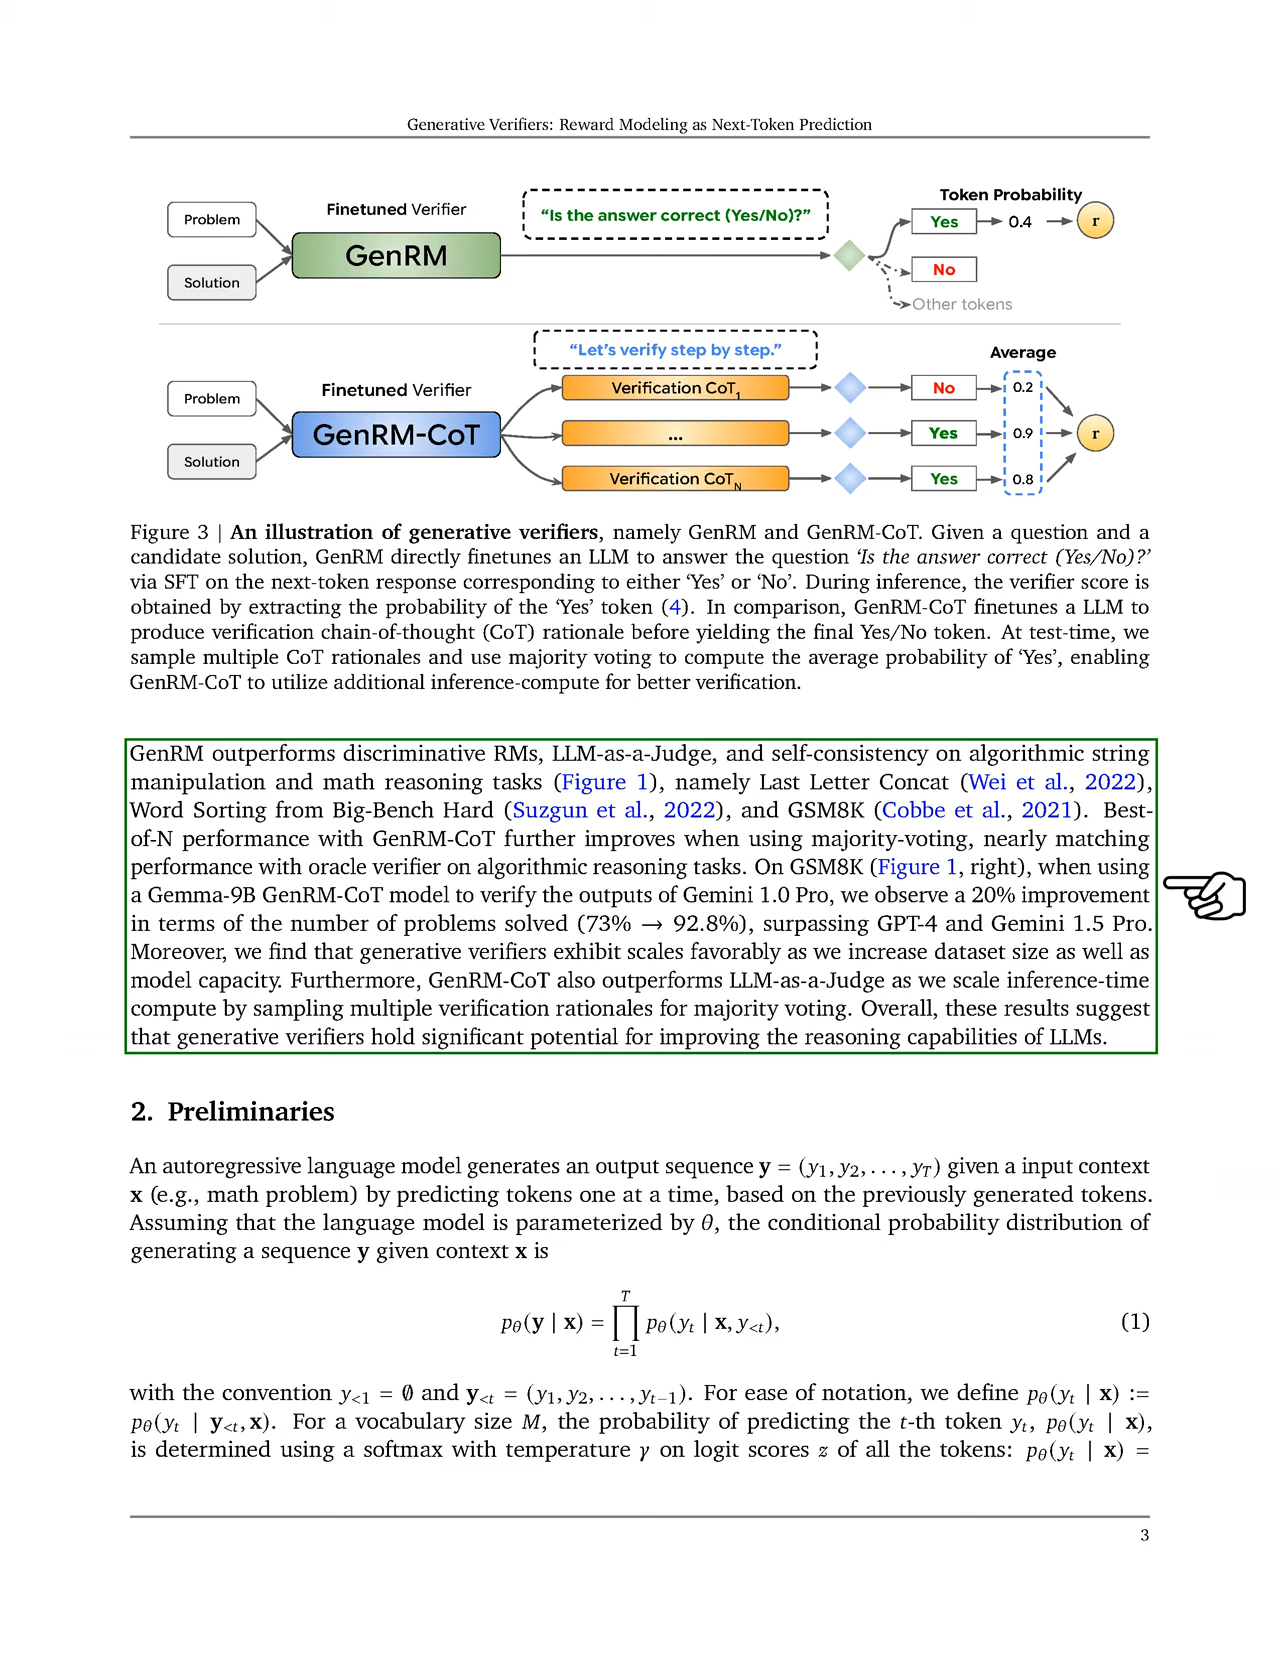 Generative Verifiers: Reward Modeling as Next-Token Prediction
Problem
Solution
Finetuned Verifier
GenRM
“Is the answer correct (Yes/No)?”
Token Probability
Yes
0.4
r
No
Other tokens
Problem
Solution
Finetuned Verifier
GenRM-CoT
“Let’s verify step by step.”
Average
Verification CoT₁
No
0.2
...
Yes
0.9
r
Verification CoT_N
Yes
0.8
Figure 3 | An illustration of generative verifiers, namely GenRM and GenRM-CoT. Given a question and a
candidate solution, GenRM directly finetunes an LLM to answer the question ‘Is the answer correct (Yes/No)?’
via SFT on the next-token response corresponding to either ‘Yes’ or ‘No’. During inference, the verifier score is
obtained by extracting the probability of the ‘Yes’ token (4). In comparison, GenRM-CoT finetunes a LLM to
produce verification chain-of-thought (CoT) rationale before yielding the final Yes/No token. At test-time, we
sample multiple CoT rationales and use majority voting to compute the average probability of ‘Yes’, enabling
GenRM-CoT to utilize additional inference-compute for better verification.
GenRM outperforms discriminative RMs, LLM-as-a-Judge, and self-consistency on algorithmic string
manipulation and math reasoning tasks (Figure 1), namely Last Letter Concat (Wei et al., 2022),
Word Sorting from Big-Bench Hard (Suzgun et al., 2022), and GSM8K (Cobbe et al., 2021). Best-
of-N performance with GenRM-CoT further improves when using majority-voting, nearly matching
performance with oracle verifier on algorithmic reasoning tasks. On GSM8K (Figure 1, right), when using
a Gemma-9B GenRM-CoT model to verify the outputs of Gemini 1.0 Pro, we observe a 20% improvement
in terms of the number of problems solved (73% → 92.8%), surpassing GPT-4 and Gemini 1.5 Pro.
Moreover, we find that generative verifiers exhibit scales favorably as we increase dataset size as well as
model capacity. Furthermore, GenRM-CoT also outperforms LLM-as-a-Judge as we scale inference-time
compute by sampling multiple verification rationales for majority voting. Overall, these results suggest
that generative verifiers hold significant potential for improving the reasoning capabilities of LLMs.
2. Preliminaries
An autoregressive language model generates an output sequence y = (y₁, y₂, . . . , y_T) given a input context
x (e.g., math problem) by predicting tokens one at a time, based on the previously generated tokens.
Assuming that the language model is parameterized by θ, the conditional probability distribution of
generating a sequence y given context x is
p_θ(y | x) = ∏_{t=1}^{T} p_θ(y_t | x, y_{<t}), (1)
with the convention y_{<1} = ∅ and y_{<t} = (y₁, y₂, . . . , y_{t−1}). For ease of notation, we define p_θ(y_t | x) :=
p_θ(y_t | y_{<t}, x). For a vocabulary size M, the probability of predicting the t-th token y_t, p_θ(y_t | x),
is determined using a softmax with temperature γ on logit scores z of all the tokens: p_θ(y_t | x) =
3